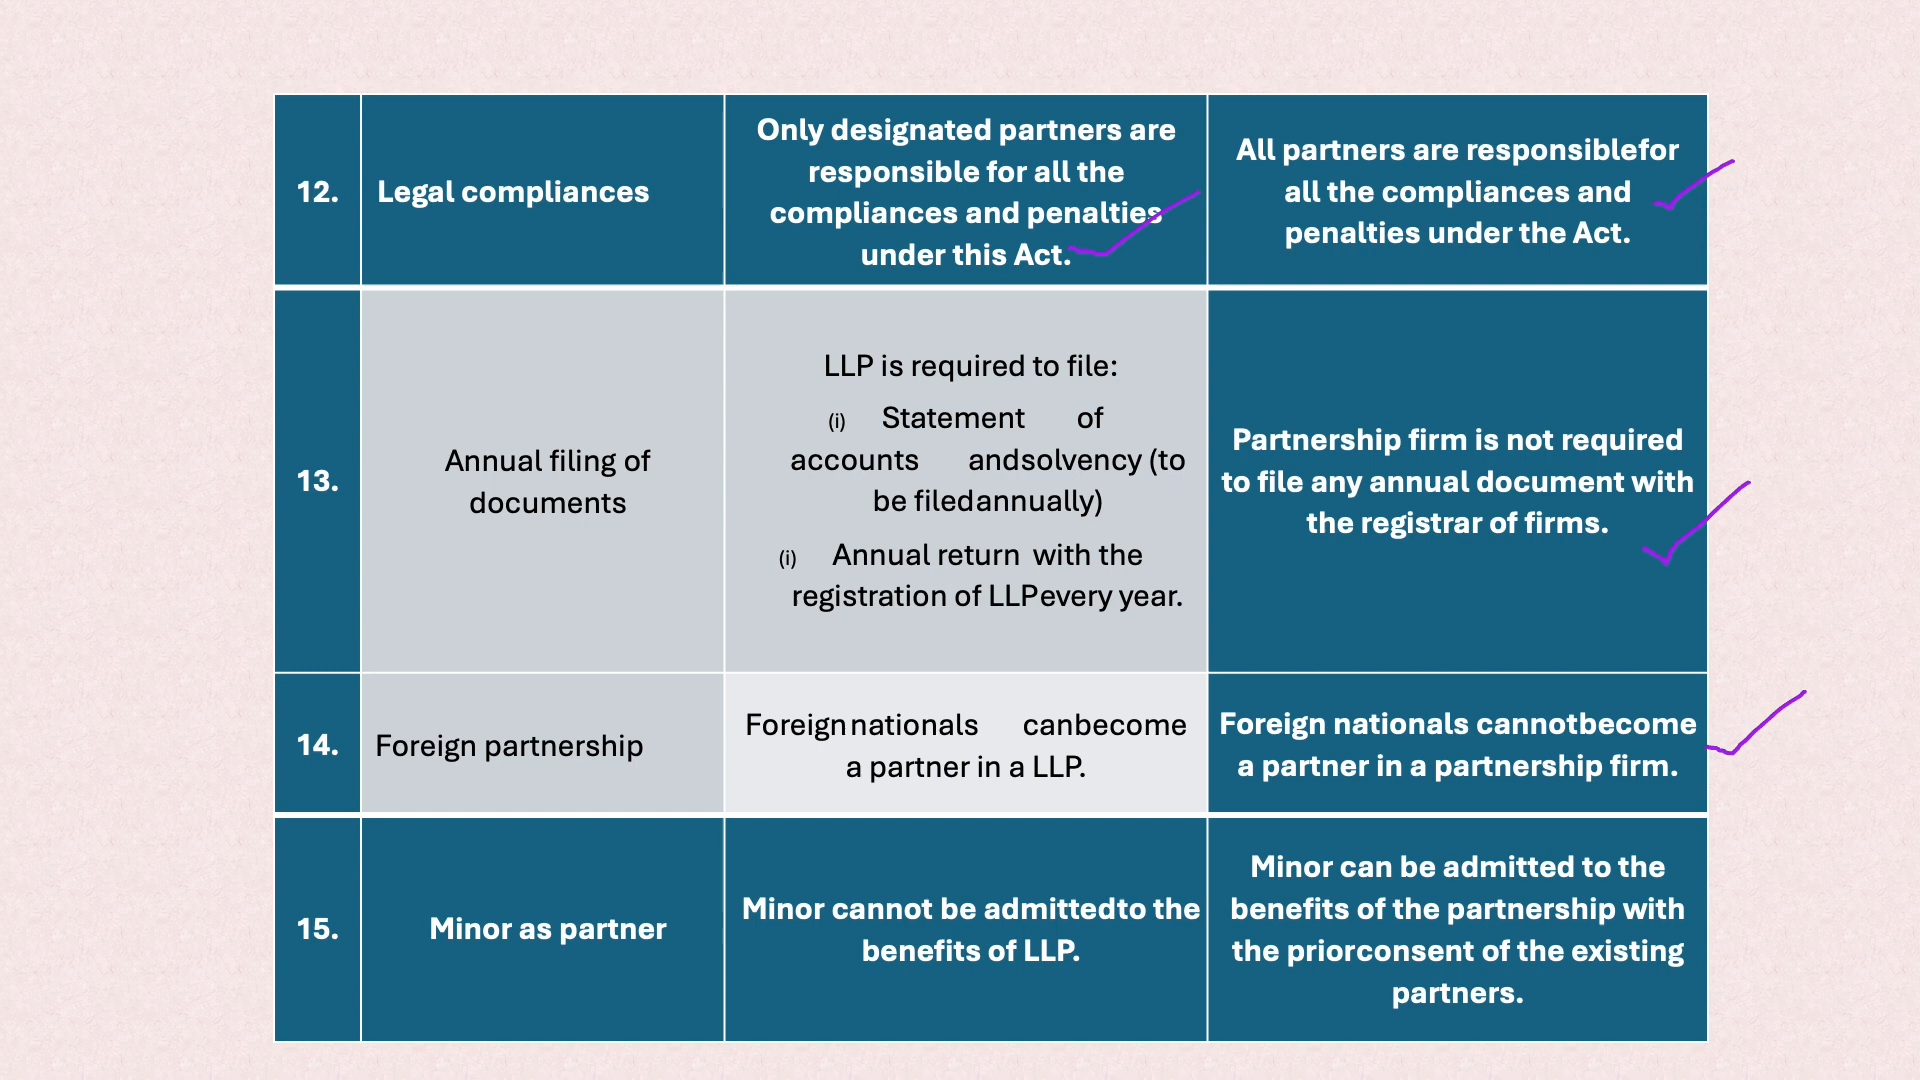 12.
Legal compliances
Only designated partners are
responsible for all the
compliances and penalties
under this Act.
All partners are responsiblefor
all the compliances and
penalties under the Act.
13.
Annual filing of
documents
LLP is required to file:
(i) Statement of
accounts andsolvency (to
be filedannually)
(i) Annual return with the
registration of LLPevery year.
Partnership firm is not required
to file any annual document with
the registrar of firms.
14.
Foreign partnership
Foreignnationals canbecome
a partner in a LLP.
Foreign nationals cannotbecome
a partner in a partnership firm.
15.
Minor as partner
Minor cannot be admittedto the
benefits of LLP.
Minor can be admitted to the
benefits of the partnership with
the priorconsent of the existing
partners.